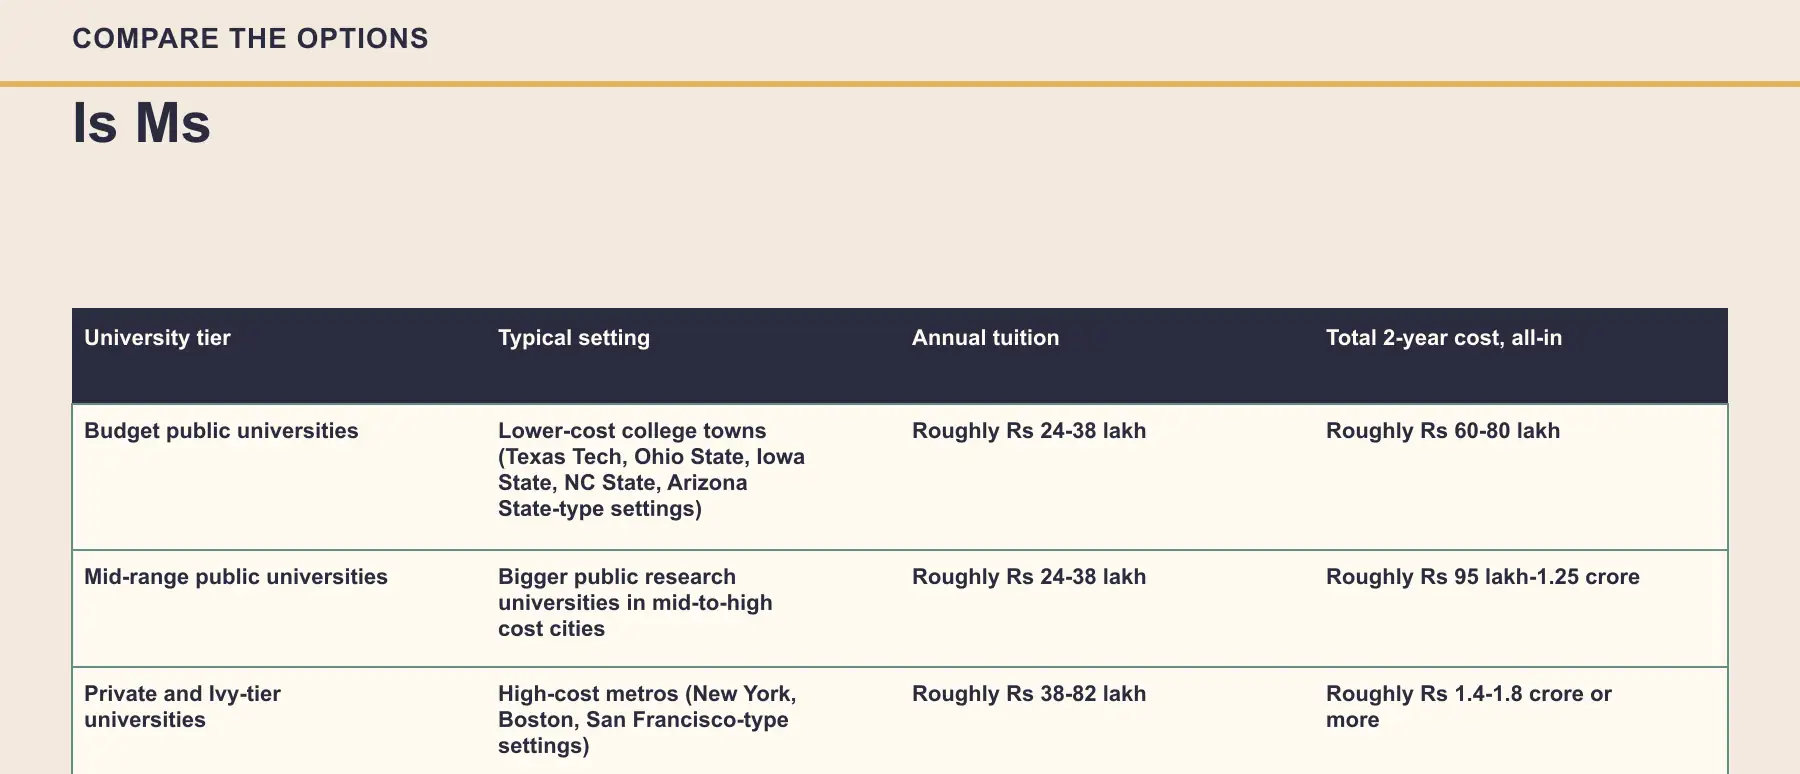 COMPARE THE OPTIONS
Is Ms
University tier
Typical setting
Annual tuition
Total 2-year cost, all-in
Budget public universities
Lower-cost college towns
(Texas Tech, Ohio State, Iowa
State, NC State, Arizona
State-type settings)
Roughly Rs 24-38 lakh
Roughly Rs 60-80 lakh
Mid-range public universities
Bigger public research
universities in mid-to-high
cost cities
Roughly Rs 24-38 lakh
Roughly Rs 95 lakh-1.25 crore
Private and Ivy-tier
universities
High-cost metros (New York,
Boston, San Francisco-type
settings)
Roughly Rs 38-82 lakh
Roughly Rs 1.4-1.8 crore or
more